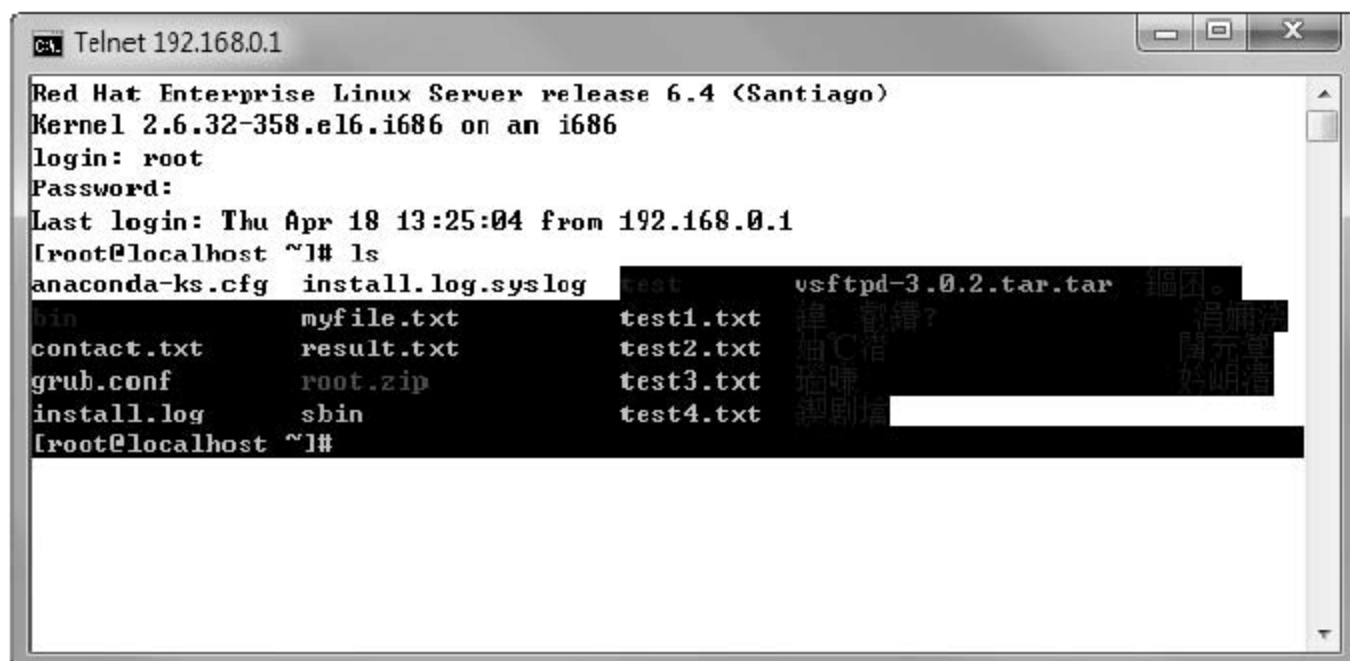 Telnet 192.168.0.1
Red Hat Enterprise Linux Server release 6.4 (Santiago)
Kernel 2.6.32-358.el6.i686 on an i686
login: root
Password:
Last login: Thu Apr 18 13:25:04 from 192.168.0.1
[root@localhost ~]# ls
anaconda-ks.cfg install.log.syslog test vsftpd-3.0.2.tar.tar
bin myfile.txt test1.txt
contact.txt result.txt test2.txt
grub.conf root.zip test3.txt
install.log sbin test4.txt
[root@localhost ~]#